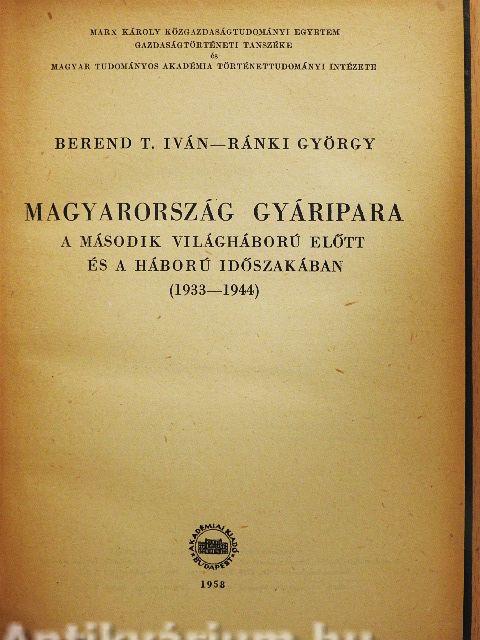 MARX KÁROLY KÖZGAZDASÁGTUDOMÁNYI EGYETEM
GAZDASÁGTÖRTÉNETI TANSZÉKE
és
MAGYAR TUDOMÁNYOS AKADÉMIA TÖRTÉNETTUDOMÁNYI INTÉZETE
BEREND T. IVÁN—RÁNKI GYÖRGY
MAGYARORSZÁG GYÁRIPARA
A MÁSODIK VILÁGHÁBORÚ ELŐTT
ÉS A HÁBORÚ IDŐSZAKÁBAN
(1933—1944)
AKADÉMIAI KIADÓ
BUDAPEST
1958
Antikvárium.hu